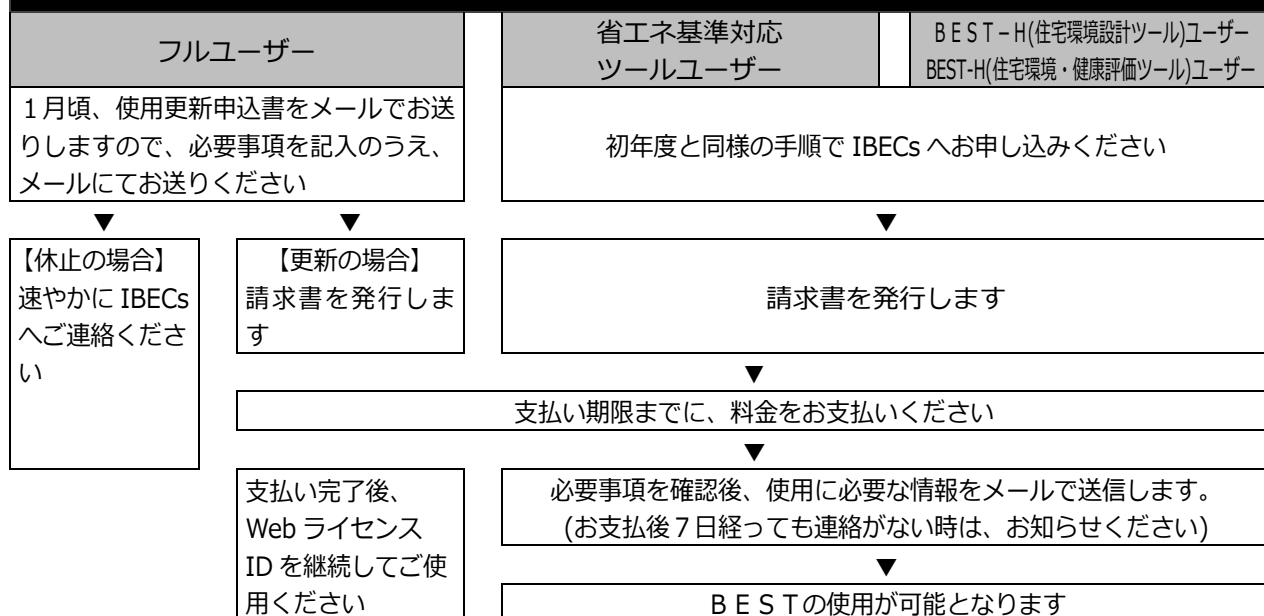 フルユーザー
省エネ基準対応
ツールユーザー
ＢＥＳＴ－Ｈ(住宅環境設計ツール)ユーザー
BEST-H(住宅環境・健康評価ツール)ユーザー
１月頃、使用更新申込書をメールでお送
りしますので、必要事項を記入のうえ、
メールにてお送りください
初年度と同様の手順で IBECs へお申し込みください
▼ ▼ ▼
【休止の場合】
速やかに IBECs
へご連絡くださ
い
【更新の場合】
請求書を発行しま
す
請求書を発行します
▼
支払い期限までに、料金をお支払いください
▼
支払い完了後、
Web ライセンス
ID を継続してご使
用ください
必要事項を確認後、使用に必要な情報をメールで送信します。
(お支払後７日経っても連絡がない時は、お知らせください)
▼
ＢＥＳＴの使用が可能となります